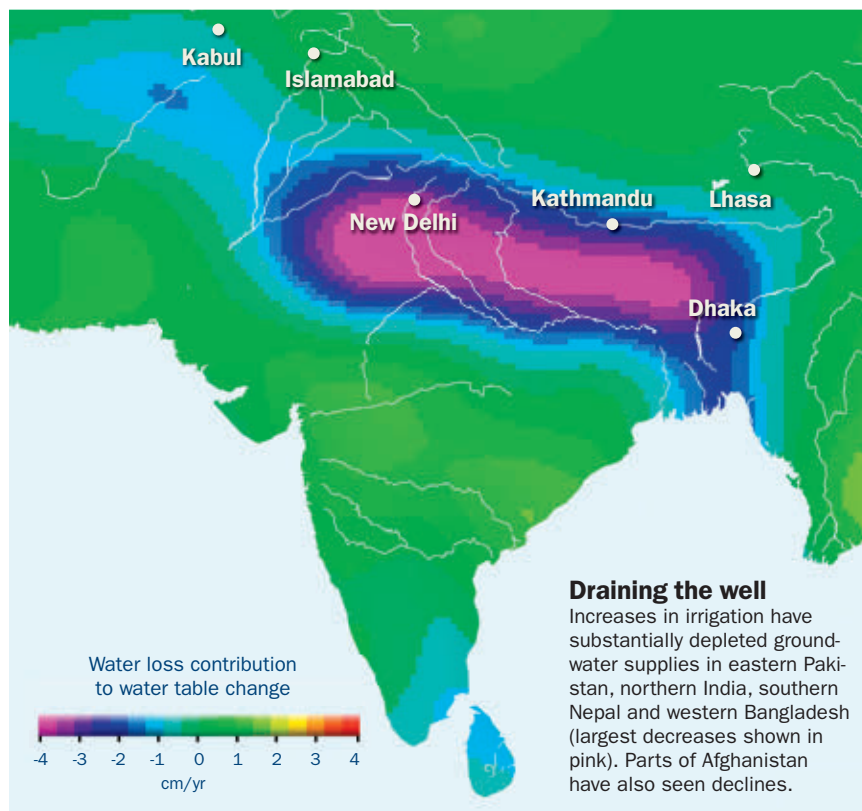 Kabul
Islamabad
New Delhi
Kathmandu
Lhasa
Dhaka
Draining the well
Increases in irrigation have
substantially depleted ground-
water supplies in eastern Paki-
stan, northern India, southern
Nepal and western Bangladesh
(largest decreases shown in
pink). Parts of Afghanistan
have also seen declines.
Water loss contribution
to water table change
-4 -3 -2 -1 0 1 2 3 4
cm/yr